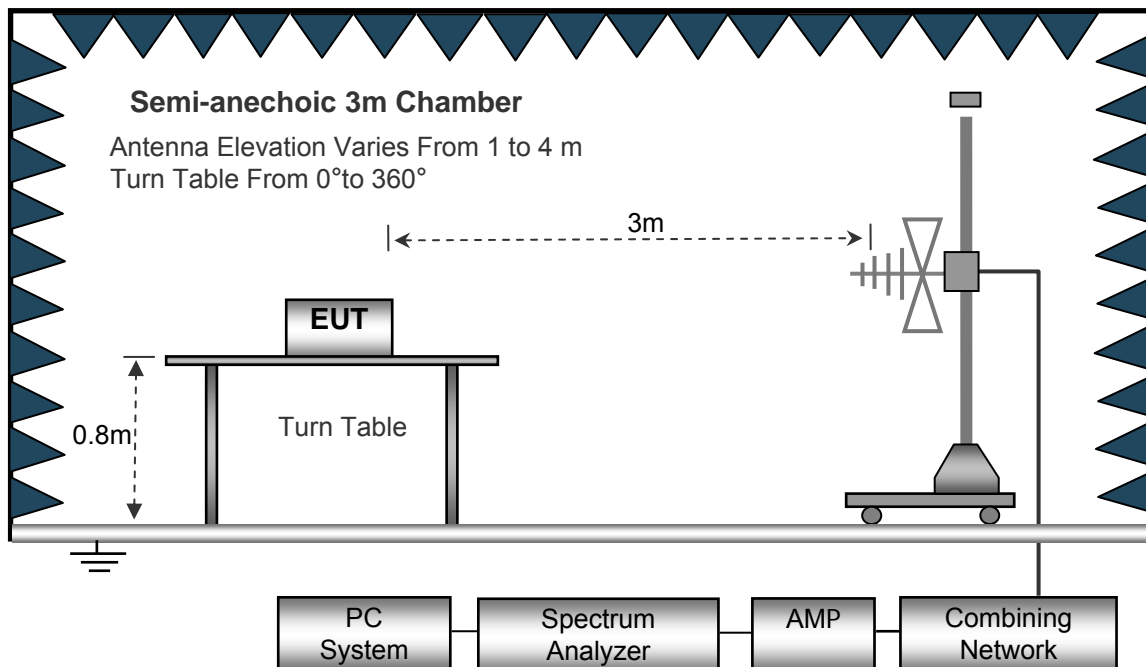 Semi-anechoic 3m Chamber
Antenna Elevation Varies From 1 to 4 m
Turn Table From 0°to 360°
3m
EUT
0.8m
Turn Table
PC
System
Spectrum
Analyzer
AMP
Combining
Network